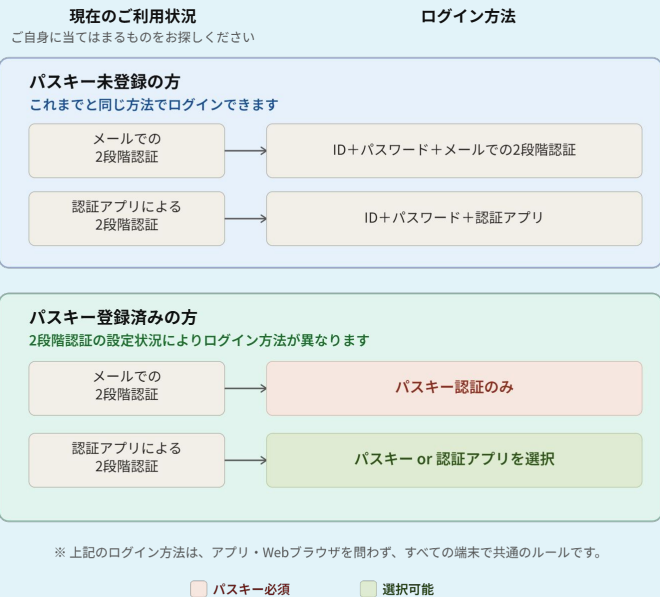 現在のご利用状況
ログイン方法
ご自身に当てはまるものをお探しください
パスキー未登録の方
これまでと同じ方法でログインできます
メールでの
2段階認証
ID+パスワード+メールでの2段階認証
認証アプリによる
2段階認証
ID+パスワード+認証アプリ
パスキー登録済みの方
2段階認証の設定状況によりログイン方法が異なります
メールでの
2段階認証
パスキー認証のみ
認証アプリによる
2段階認証
パスキー or 認証アプリを選択
※ 上記のログイン方法は、アプリ・Webブラウザを問わず、すべての端末で共通のルールです。
パスキー必須
選択可能